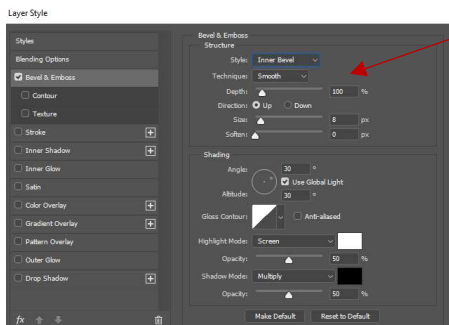 Layer Style
Styles
Blending Options
Bevel & Emboss
Contour
Texture
Stroke
Inner Shadow
Inner Glow
Satin
Color Overlay
Gradient Overlay
Pattern Overlay
Outer Glow
Drop Shadow
fx
Bevel & Emboss
Structure
Style: Inner Bevel
Technique: Smooth
Depth: 100 %
Direction: Up Down
Size: 8 px
Soften: 0 px
Shading
Angle: 30 °
Use Global Light
Altitude: 30 °
Gloss Contour: Anti-aliased
Highlight Mode: Screen
Opacity: 50 %
Shadow Mode: Multiply
Opacity: 50 %
Make Default Reset to Default